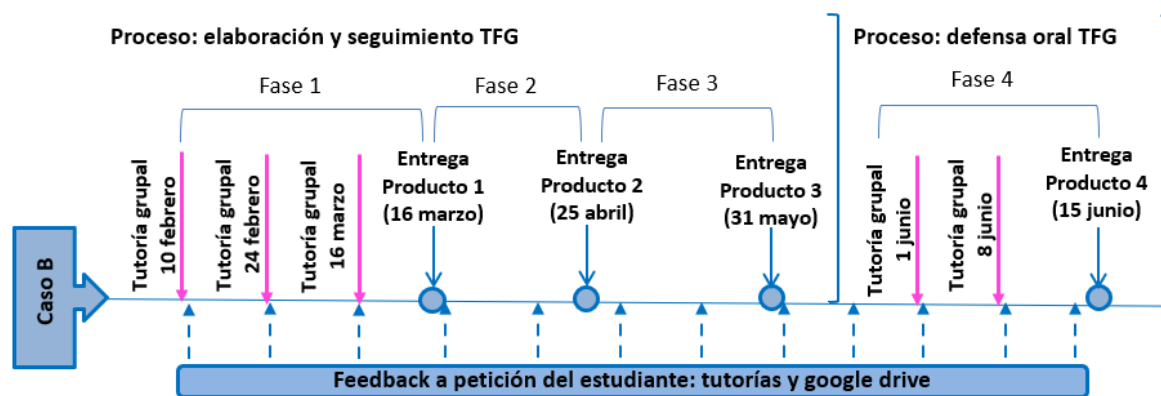 Proceso: elaboración y seguimiento TFG
Proceso: defensa oral TFG
Fase 1
Fase 2
Fase 3
Fase 4
Tutoría grupal
10 febrero
Tutoría grupal
24 febrero
Tutoría grupal
16 marzo
Entrega
Producto 1
(16 marzo)
Entrega
Producto 2
(25 abril)
Entrega
Producto 3
(31 mayo)
Tutoría grupal
1 junio
Tutoría grupal
8 junio
Entrega
Producto 4
(15 junio)
Caso B
Feedback a petición del estudiante: tutorías y google drive